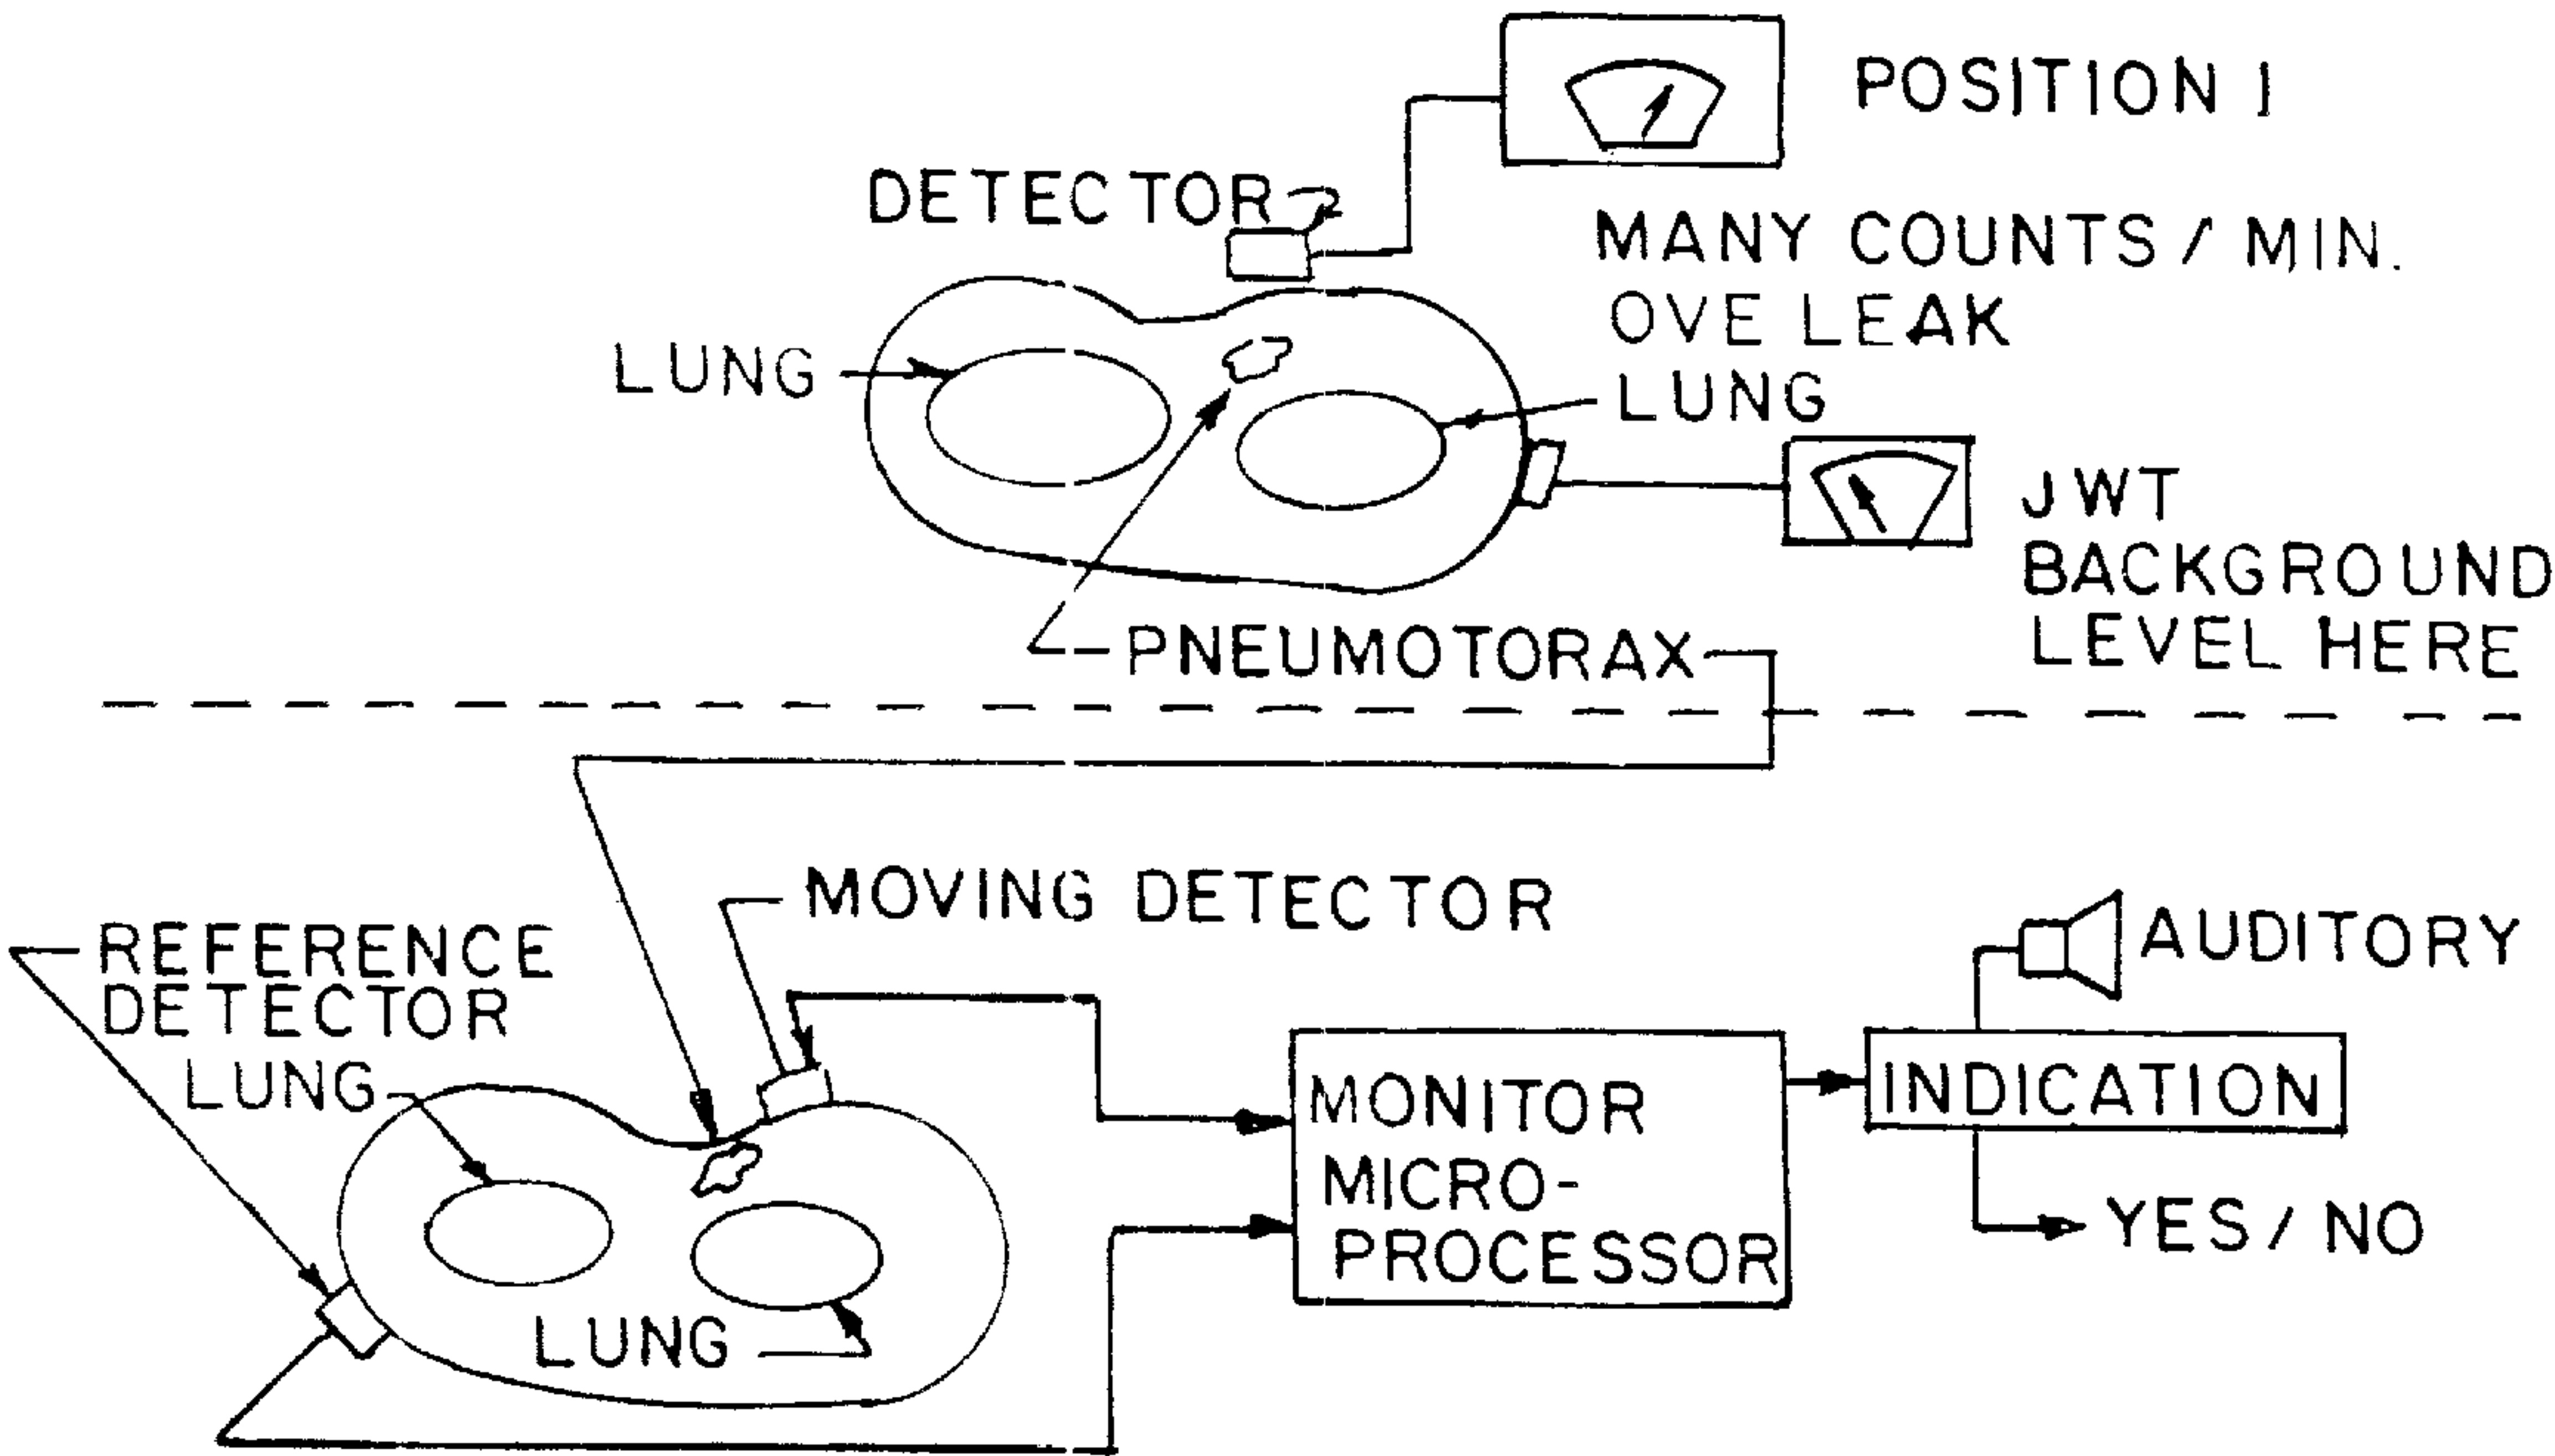 POSITION 1
DETECTOR
MANY COUNTS / MIN.
OVE LEAK
LUNG
LUNG
JWT
BACKGROUND
LEVEL HERE
PNEUMOTORAX
MOVING DETECTOR
REFERENCE
DETECTOR
LUNG
LUNG
MONITOR
MICRO-
PROCESSOR
AUDITORY
INDICATION
YES / NO